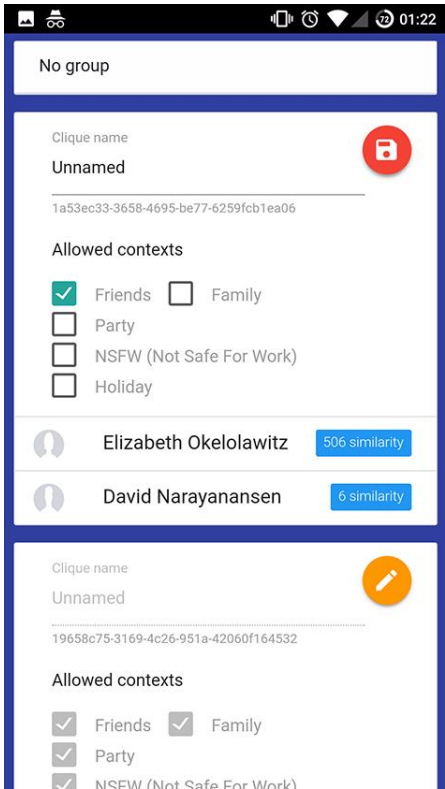 72 01:22
No group
Clique name
Unnamed
1a53ec33-3658-4695-be77-6259fcb1ea06
Allowed contexts
Friends Family
Party
NSFW (Not Safe For Work)
Holiday
Elizabeth Okelolawitz 506 similarity
David Narayanansen 6 similarity
Clique name
Unnamed
19658c75-3169-4c26-951a-42060f164532
Allowed contexts
Friends Family
Party
NSFW (Not Safe For Work)